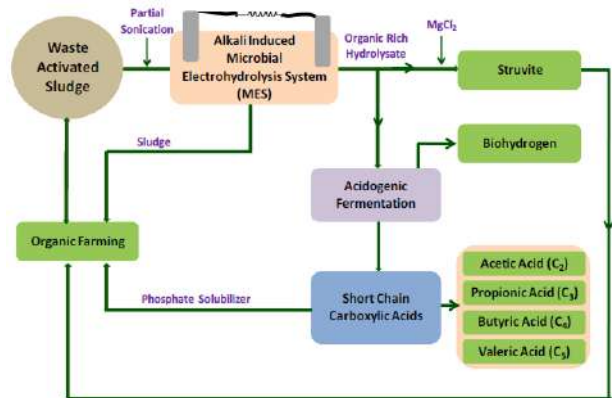 Partial
Sonication
Waste
Activated
Sludge
Alkali Induced
Microbial
Electrohydrolysis System
(MES)
Organic Rich
Hydrolysate
MgCl₂
Struvite
Sludge
Biohydrogen
Acidogenic
Fermentation
Organic Farming
Phosphate Solubilizer
Short Chain
Carboxylic Acids
Acetic Acid (C₂)
Propionic Acid (C₃)
Butyric Acid (C₄)
Valeric Acid (C₅)